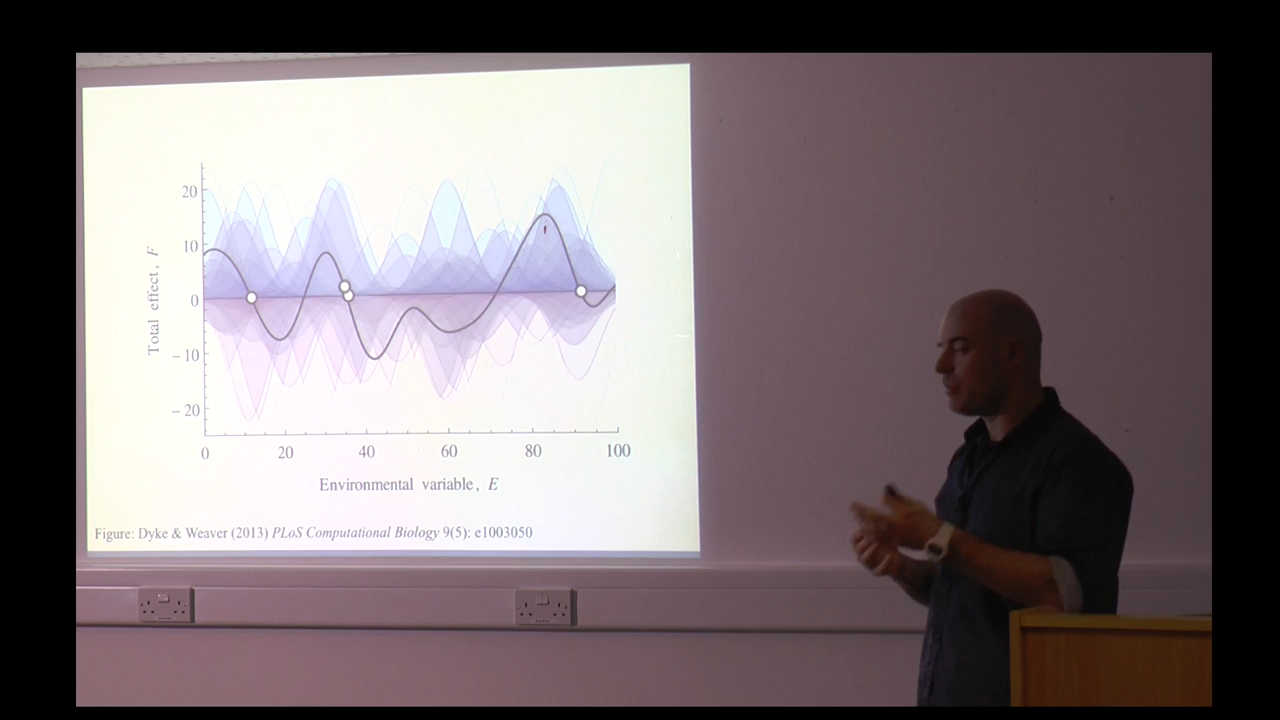 20
10
0
−10
−20
Total effect, F
0 20 40 60 80 100
Environmental variable, E
Figure: Dyke & Weaver (2013) PLoS Computational Biology 9(5): e1003050